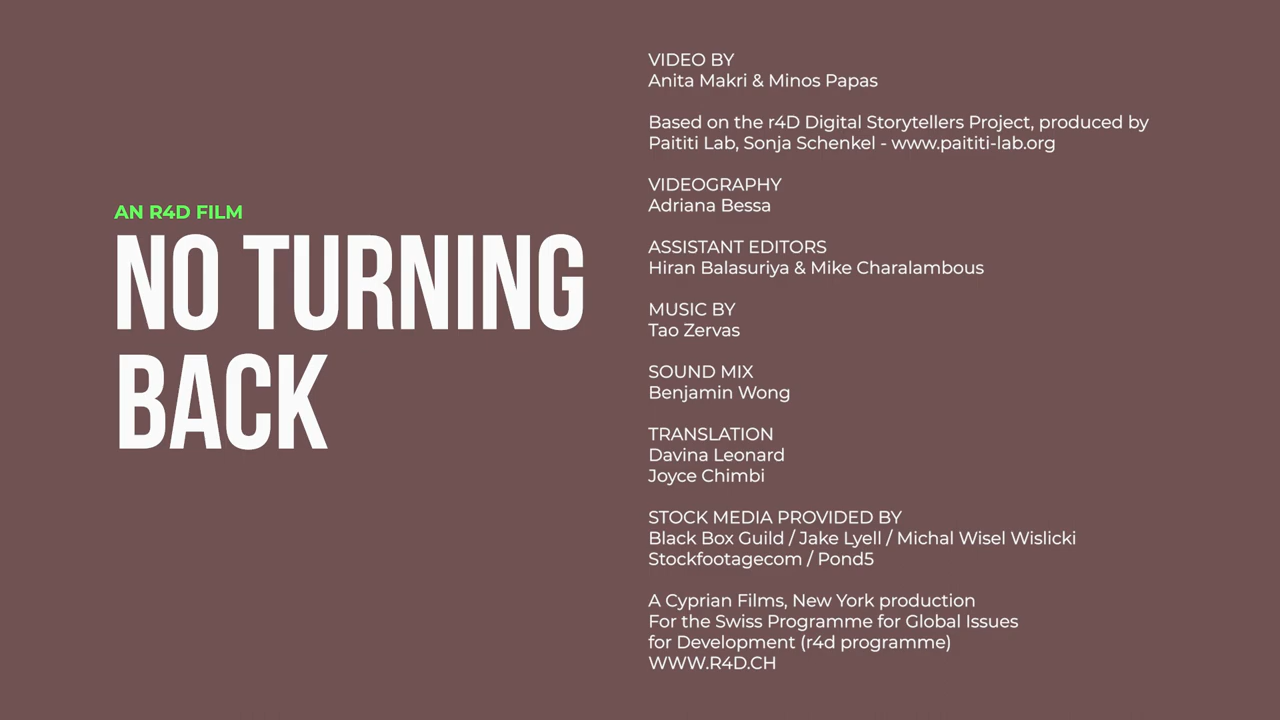 AN R4D FILM
NO TURNING
BACK
VIDEO BY
Anita Makri & Minos Papas
Based on the r4D Digital Storytellers Project, produced by
Paititi Lab, Sonja Schenkel - www.paititi-lab.org
VIDEOGRAPHY
Adriana Bessa
ASSISTANT EDITORS
Hiran Balasuriya & Mike Charalambous
MUSIC BY
Tao Zervas
SOUND MIX
Benjamin Wong
TRANSLATION
Davina Leonard
Joyce Chimbi
STOCK MEDIA PROVIDED BY
Black Box Guild / Jake Lyell / Michal Wisel Wislicki
Stockfootagecom / Pond5
A Cyprian Films, New York production
For the Swiss Programme for Global Issues
for Development (r4d programme)
WWW.R4D.CH